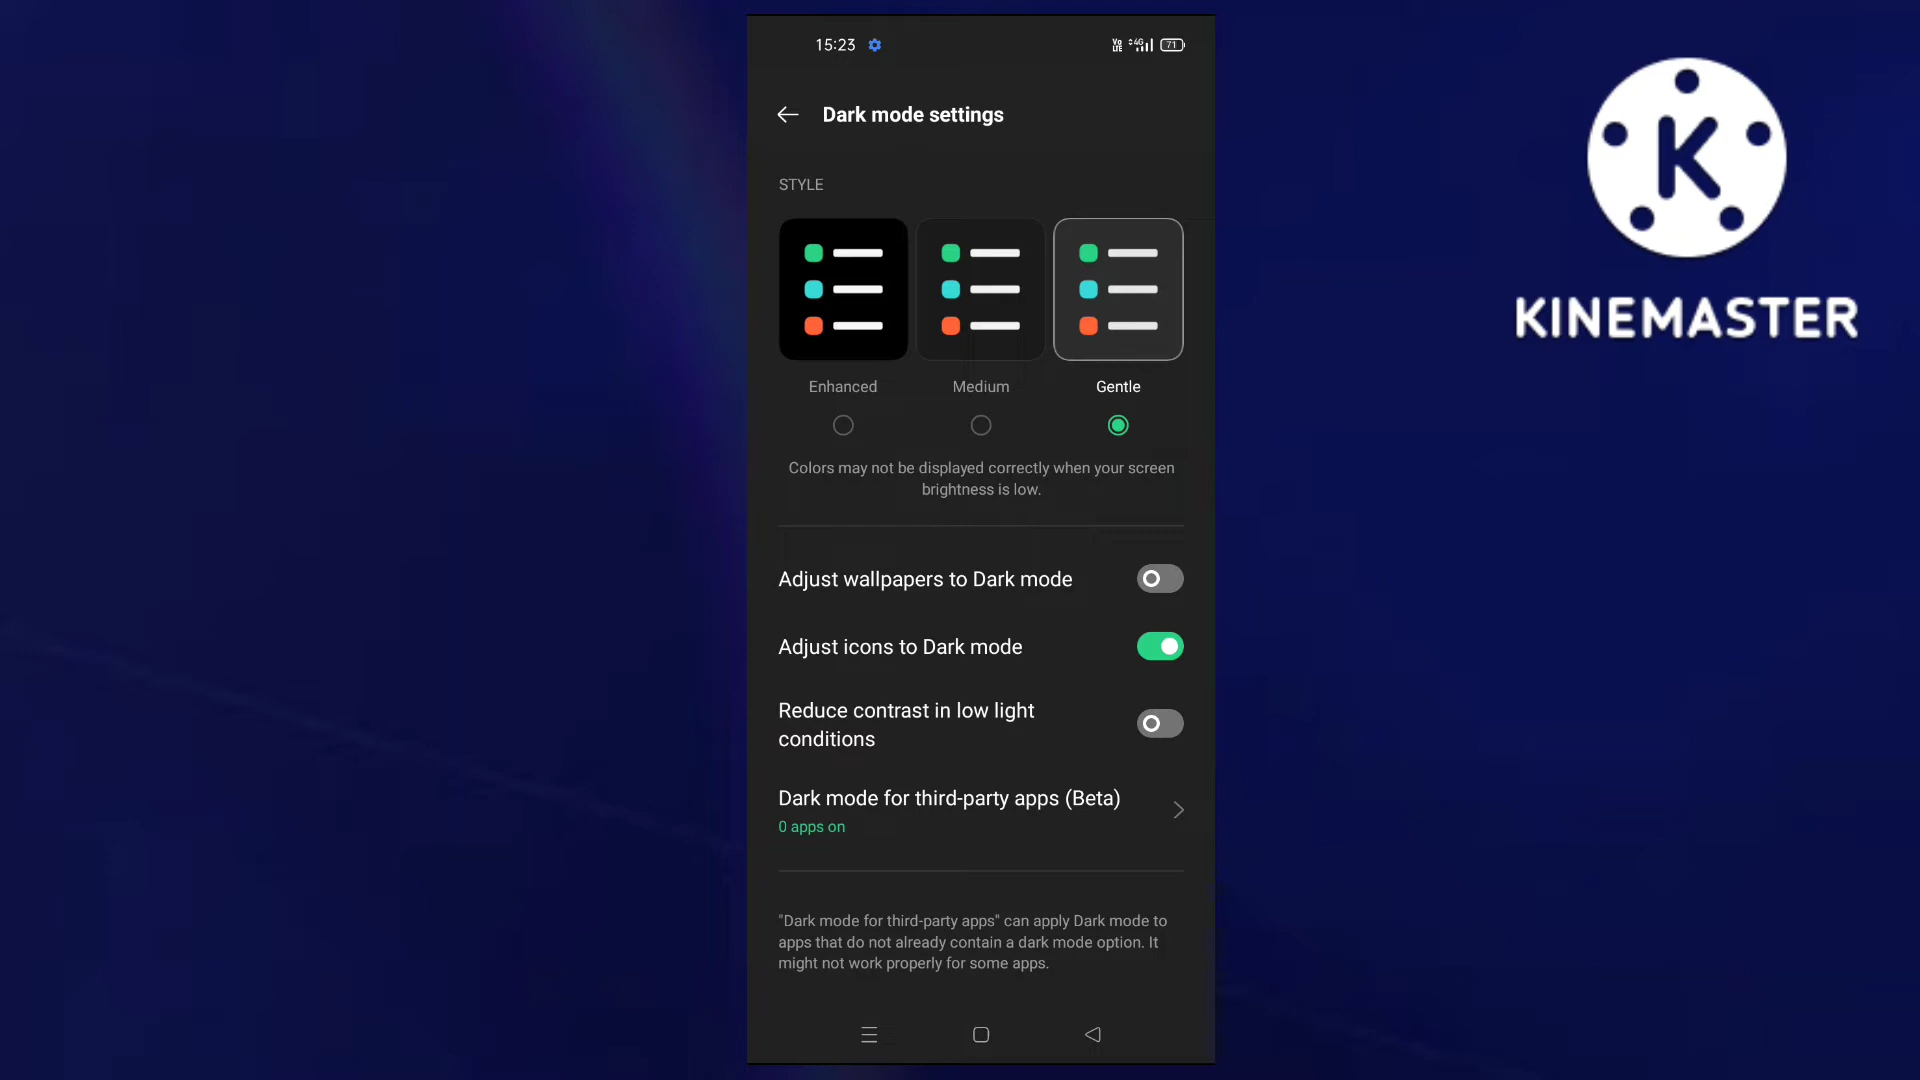 15:23
Vo LTE 4G 71
Dark mode settings
STYLE
Enhanced Medium Gentle
Colors may not be displayed correctly when your screen
brightness is low.
Adjust wallpapers to Dark mode
Adjust icons to Dark mode
Reduce contrast in low light
conditions
Dark mode for third-party apps (Beta)
0 apps on
"Dark mode for third-party apps" can apply Dark mode to
apps that do not already contain a dark mode option. It
might not work properly for some apps.
K
KINEMASTER